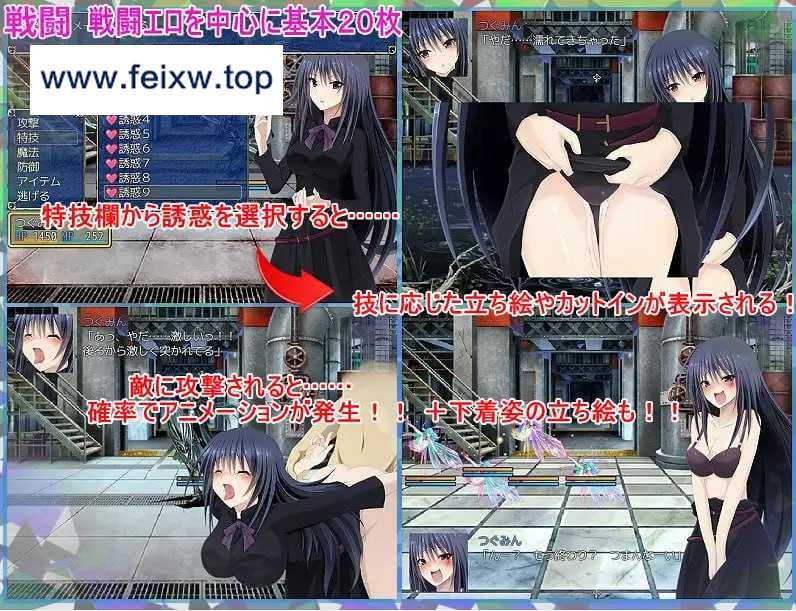 戦闘 戦闘エロを中心に基本20枚
www.feixw.top
攻撃
特技
魔法
防御
アイテム
逃げる
誘惑4
誘惑5
誘惑6
誘惑7
誘惑8
誘惑9
HP 1450 MP 252
特技欄から誘惑を選択すると……
つぐみん
「やだ……濡れてきちゃった」
技に応じた立ち絵やカットインが表示される！
つぐみん
「あっ、やだ……激しいっ！！
後ろから激しく突かれてる」
敵に攻撃されると……
確率でアニメーションが発生！！ ＋下着姿の立ち絵も！！
つぐみん
「んー？ もう終わり？ つまんなーい」